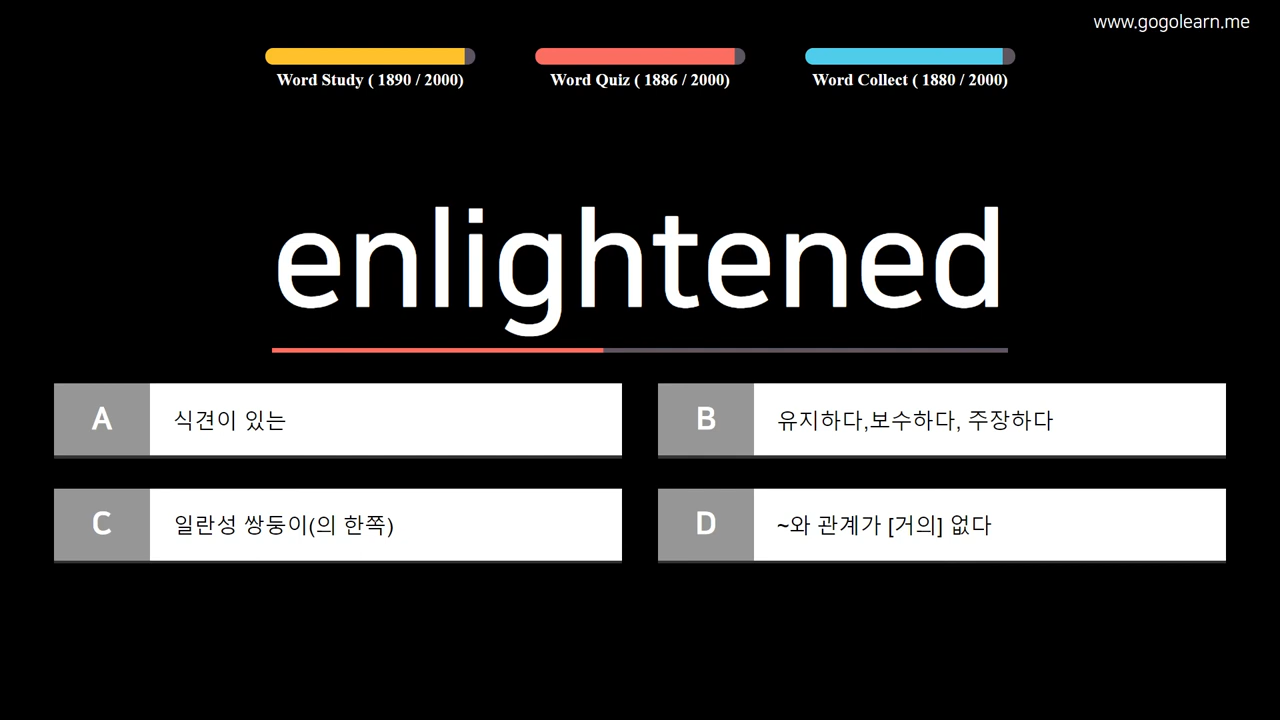 www.gogolearn.me
Word Study ( 1890 / 2000)
Word Quiz ( 1886 / 2000)
Word Collect ( 1880 / 2000)
enlightened
A 식견이 있는
B 유지하다,보수하다, 주장하다
C 일란성 쌍둥이(의 한쪽)
D ~와 관계가 [거의] 없다